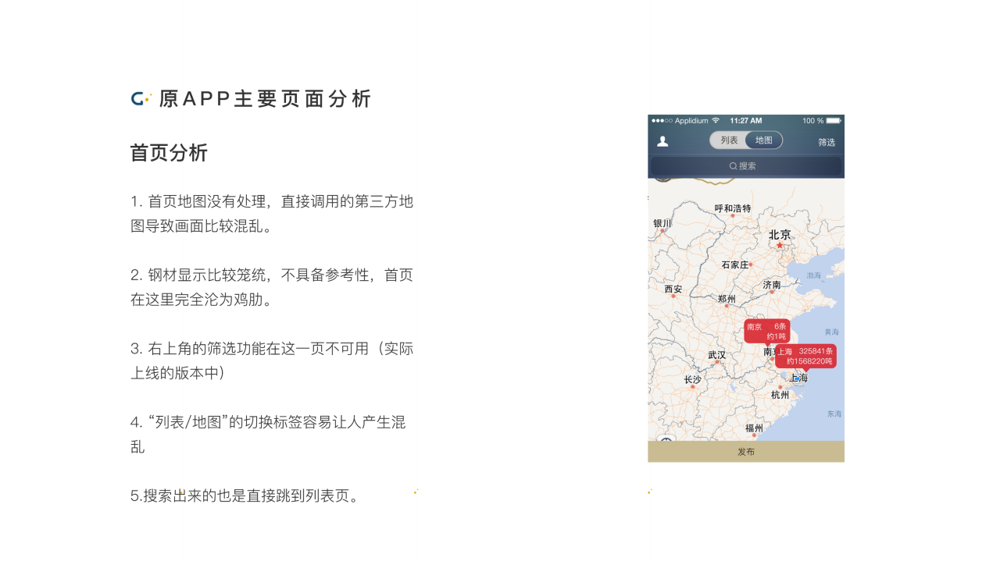 原APP主要页面分析
首页分析
1. 首页地图没有处理，直接调用的第三方地
图导致画面比较混乱。
2. 钢材显示比较笼统，不具备参考性，首页
在这里完全沦为鸡肋。
3. 右上角的筛选功能在这一页不可用（实际
上线的版本中）
4. “列表/地图”的切换标签容易让人产生混
乱
5.搜索出来的也是直接跳到列表页。
Applidium 11:27 AM 100 %
列表 地图 筛选
搜索
呼和浩特
银川
北京
石家庄
渤海
西安
济南
郑州
南京 6条
约1吨
黄海
武汉
南京
上海 325841条
约1568220吨
长沙
上海
杭州
东海
福州
发布